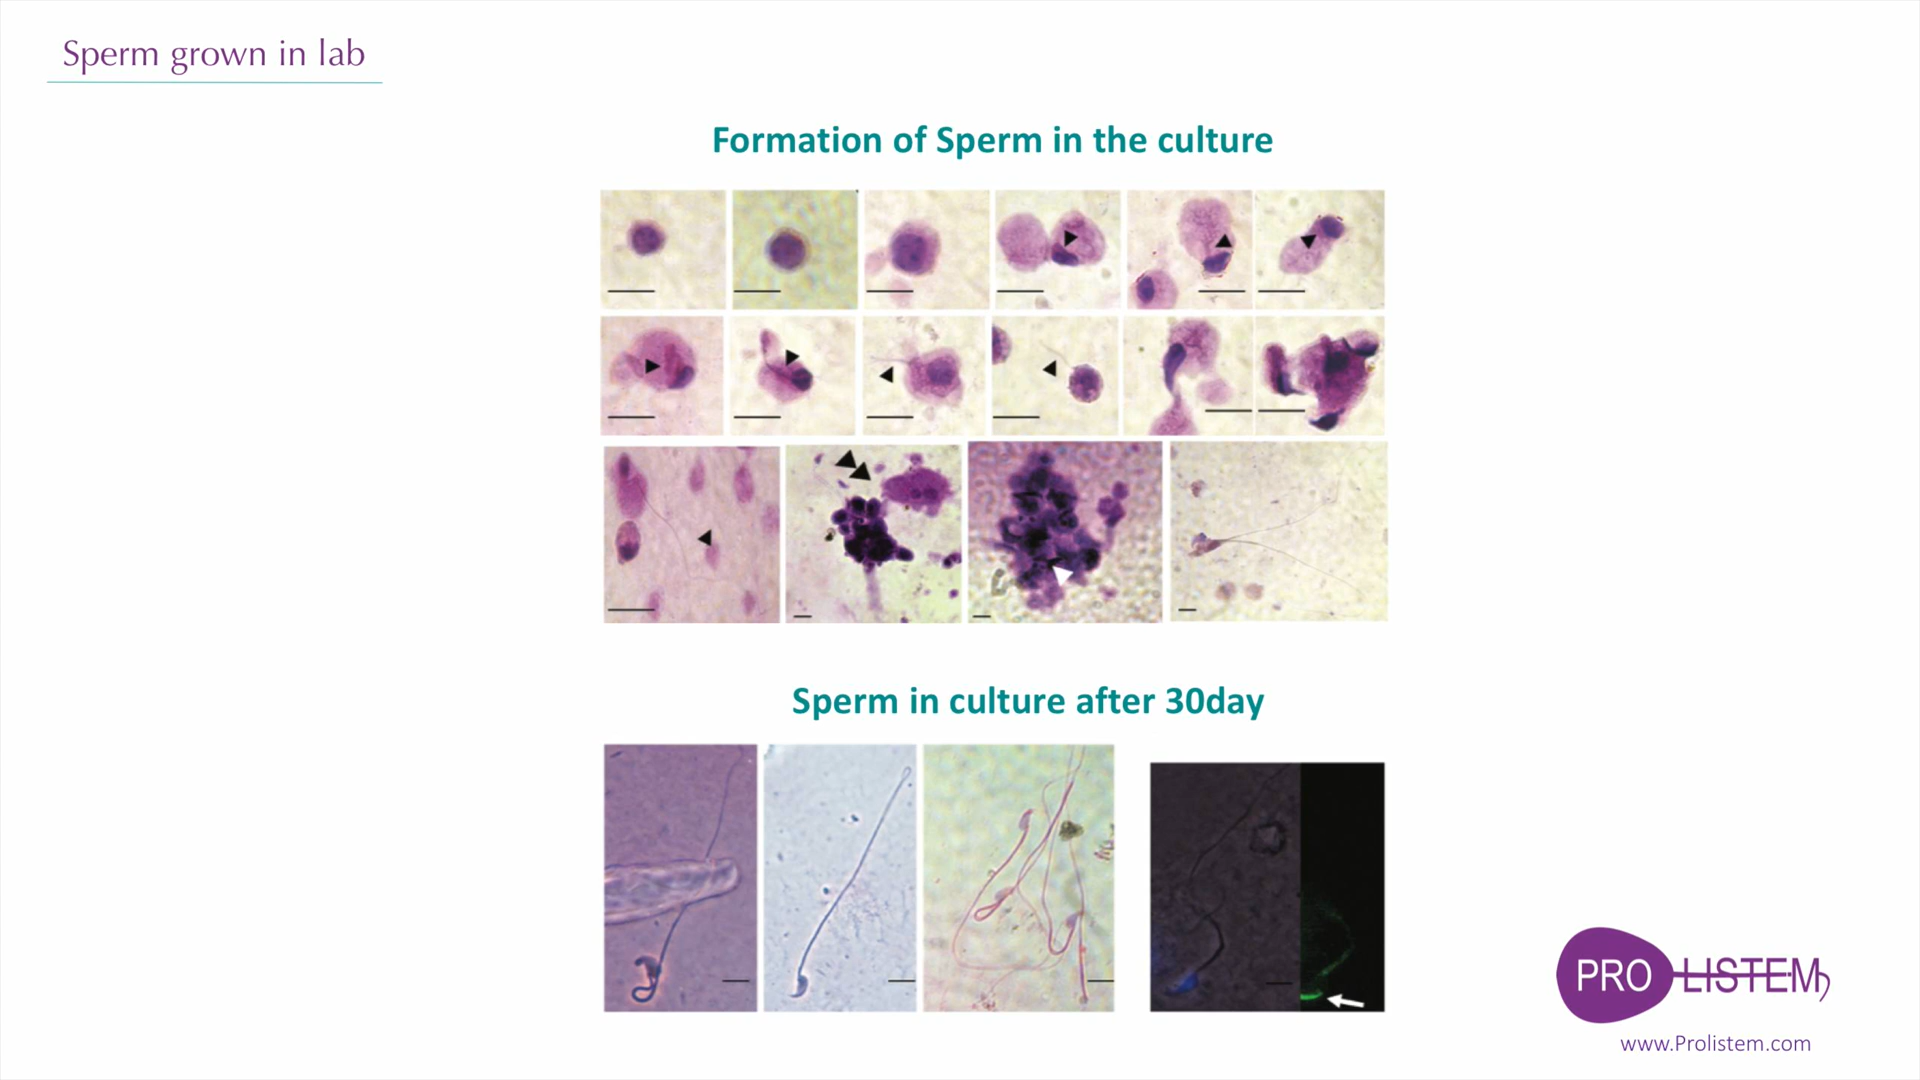 Sperm grown in lab
Formation of Sperm in the culture
Sperm in culture after 30day
PRO LISTEM
www.Prolistem.com